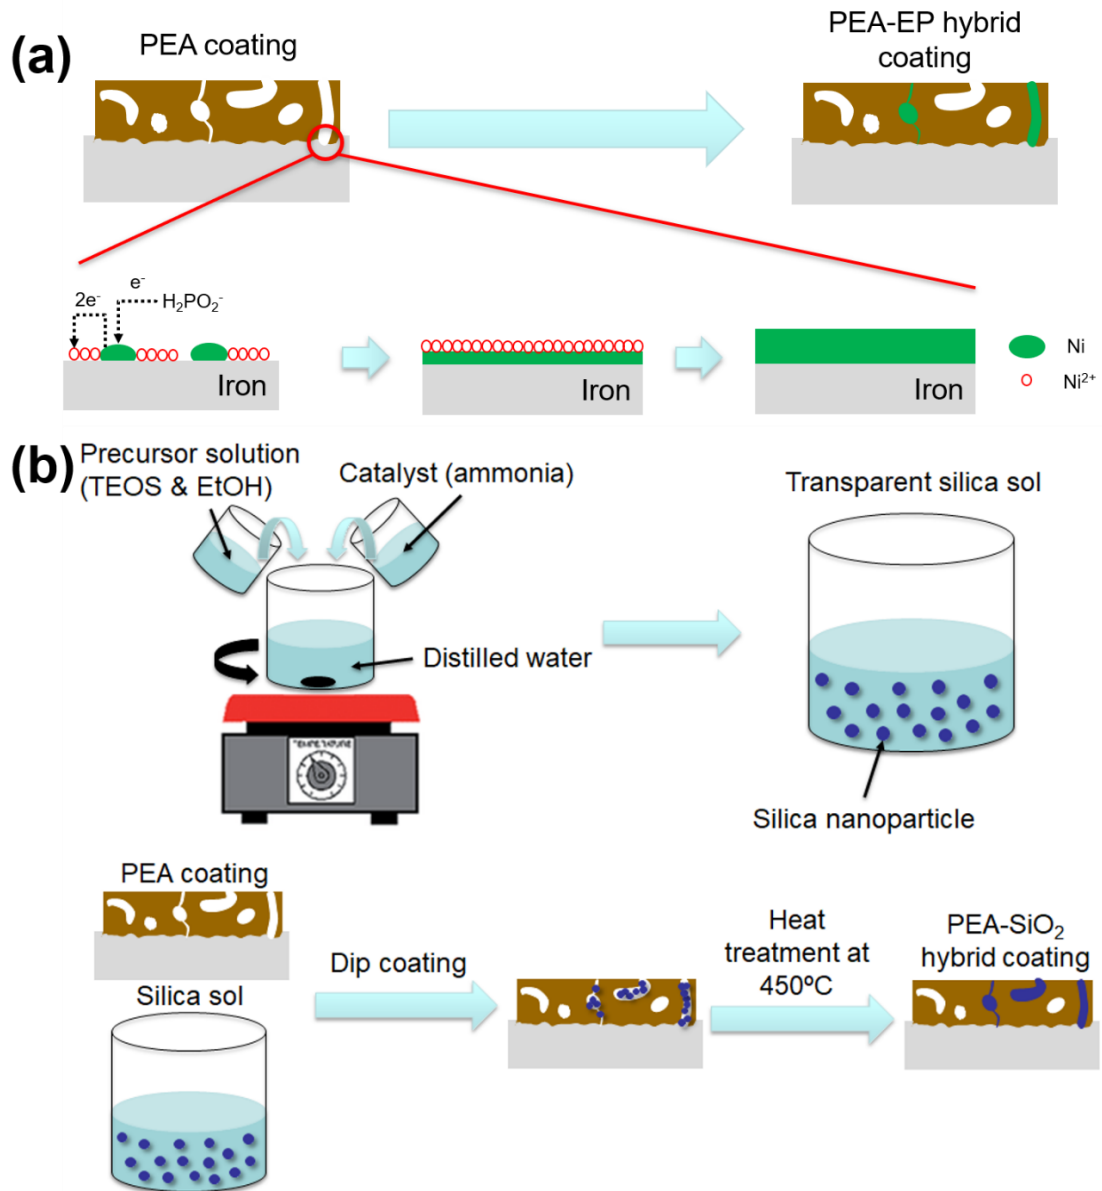 (a)
PEA coating
PEA-EP hybrid
coating
e⁻
2e⁻
H₂PO₂⁻
Iron
Iron
Iron
Ni
Ni²⁺
(b)
Precursor solution
(TEOS & EtOH)
Catalyst (ammonia)
Transparent silica sol
Distilled water
TEMPERATURE
Silica nanoparticle
PEA coating
Silica sol
Dip coating
Heat
treatment at
450ºC
PEA-SiO₂
hybrid coating